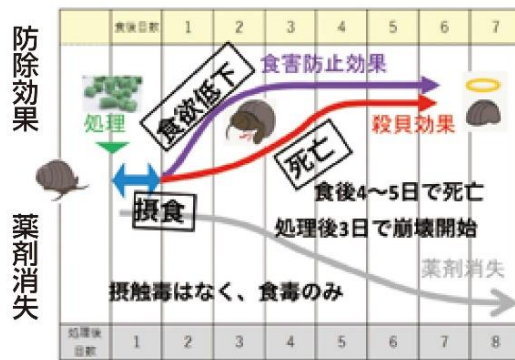 食後日数 1 2 3 4 5 6 7
防除効果
処理
食欲低下
食害防止効果
殺貝効果
死亡
摂食
食後4〜5日で死亡
処理後3日で崩壊開始
薬剤消失
薬剤消失
摂触毒はなく、食毒のみ
処理後日数 1 2 3 4 5 6 7 8